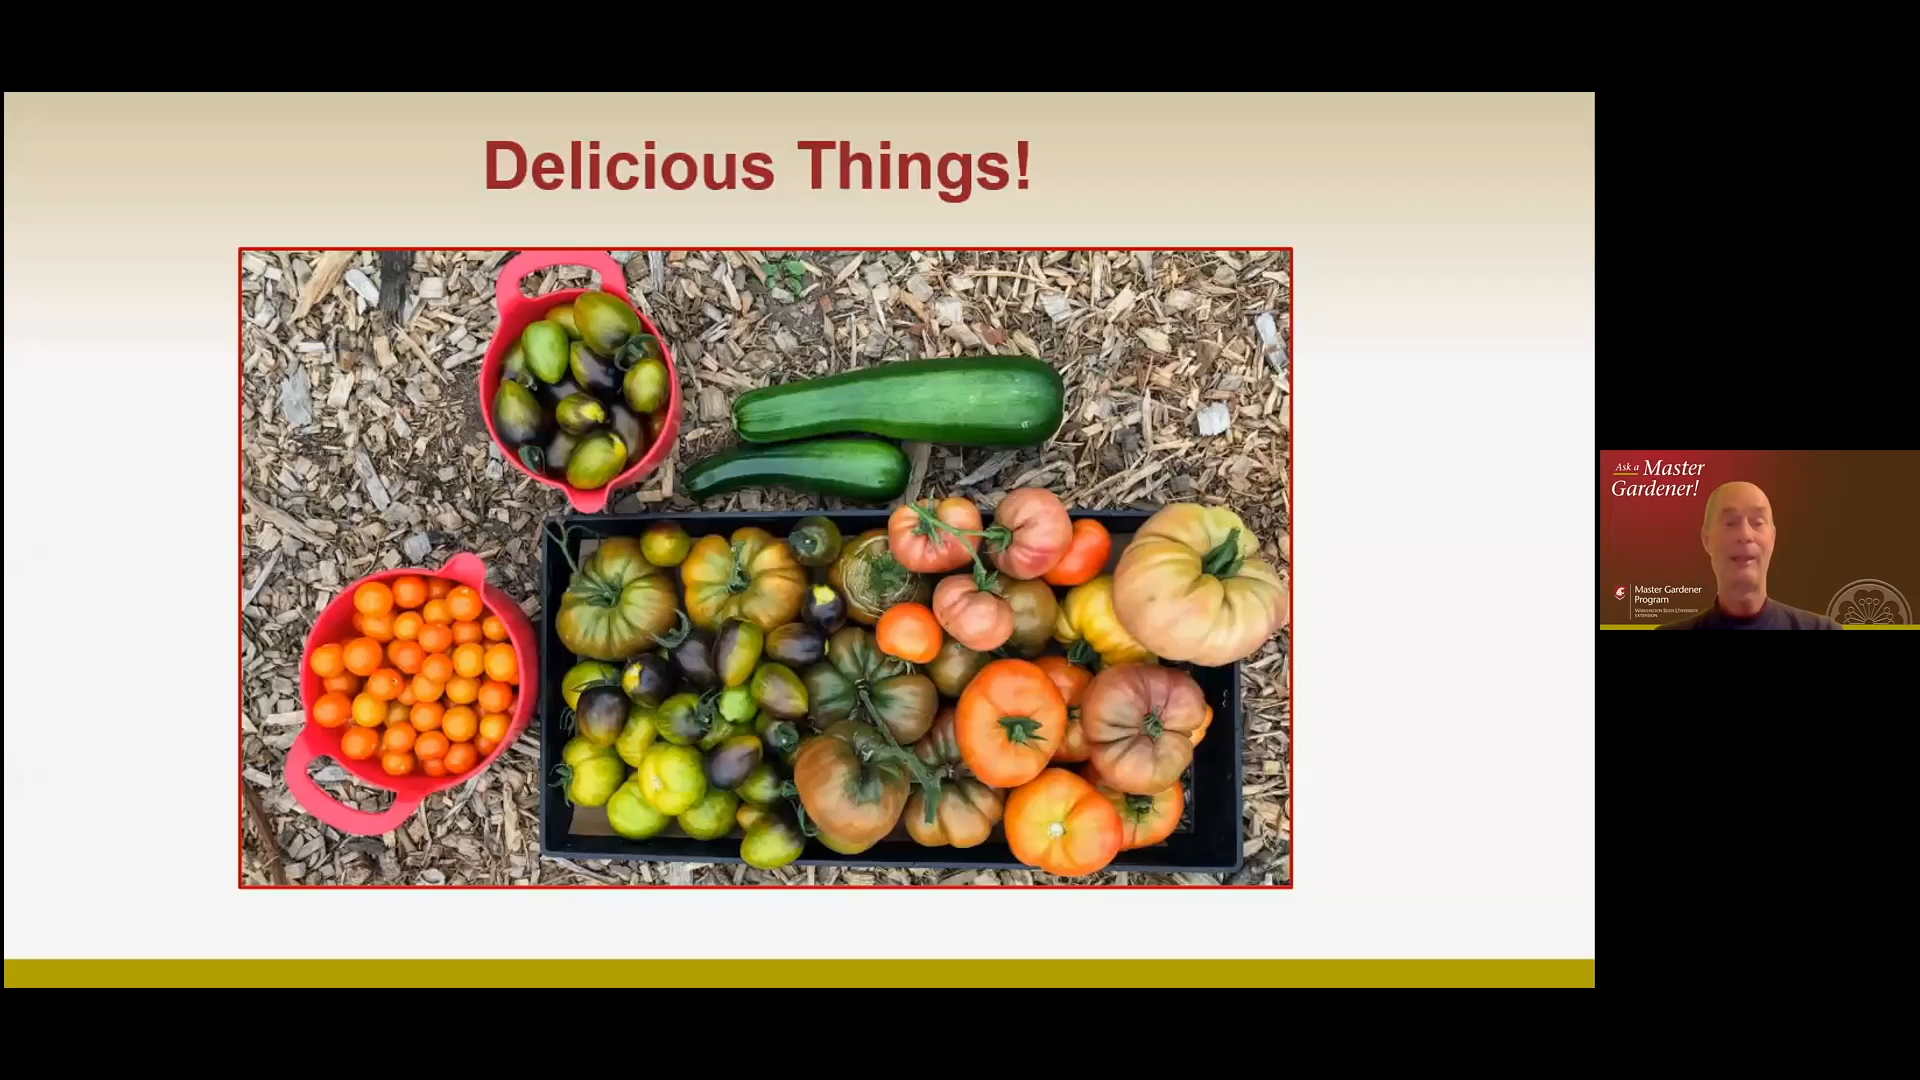 Delicious Things!
Ask a Master
Gardener!
Master Gardener
Program
WASHINGTON STATE UNIVERSITY
EXTENSION